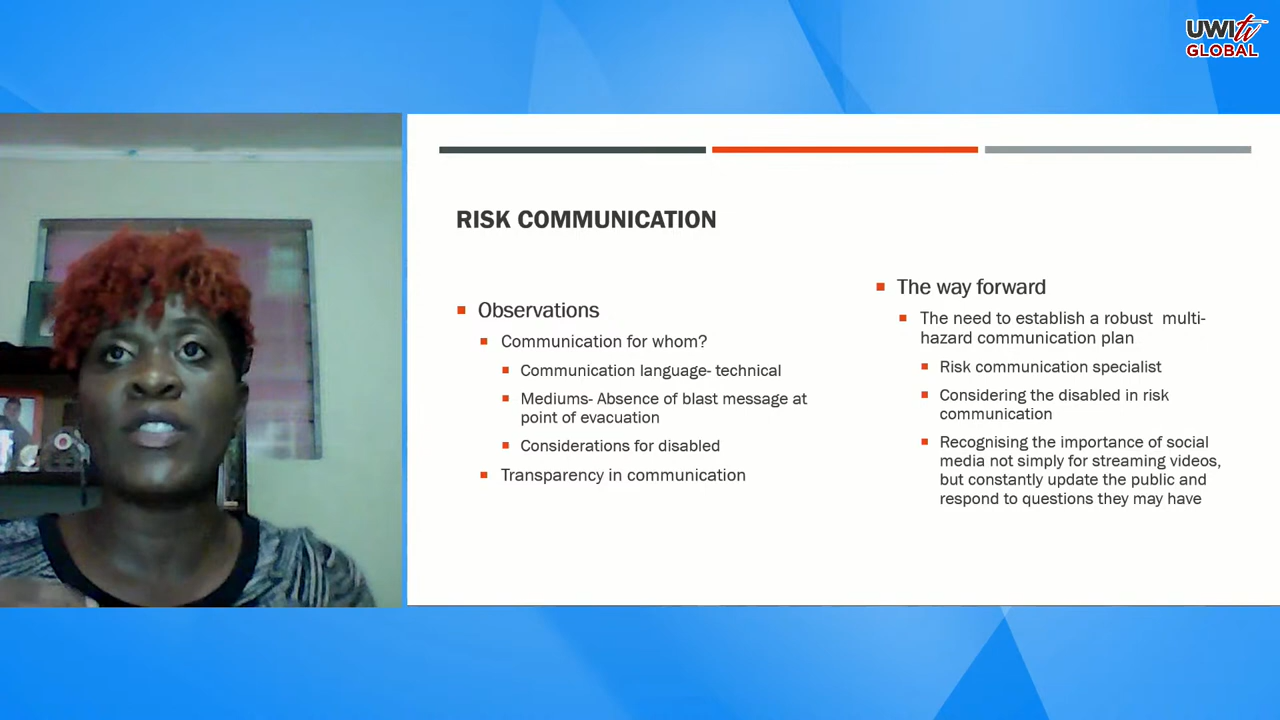 UWItv
GLOBAL
RISK COMMUNICATION
Observations
Communication for whom?
Communication language- technical
Mediums- Absence of blast message at
point of evacuation
Considerations for disabled
Transparency in communication
The way forward
The need to establish a robust multi-
hazard communication plan
Risk communication specialist
Considering the disabled in risk
communication
Recognising the importance of social
media not simply for streaming videos,
but constantly update the public and
respond to questions they may have